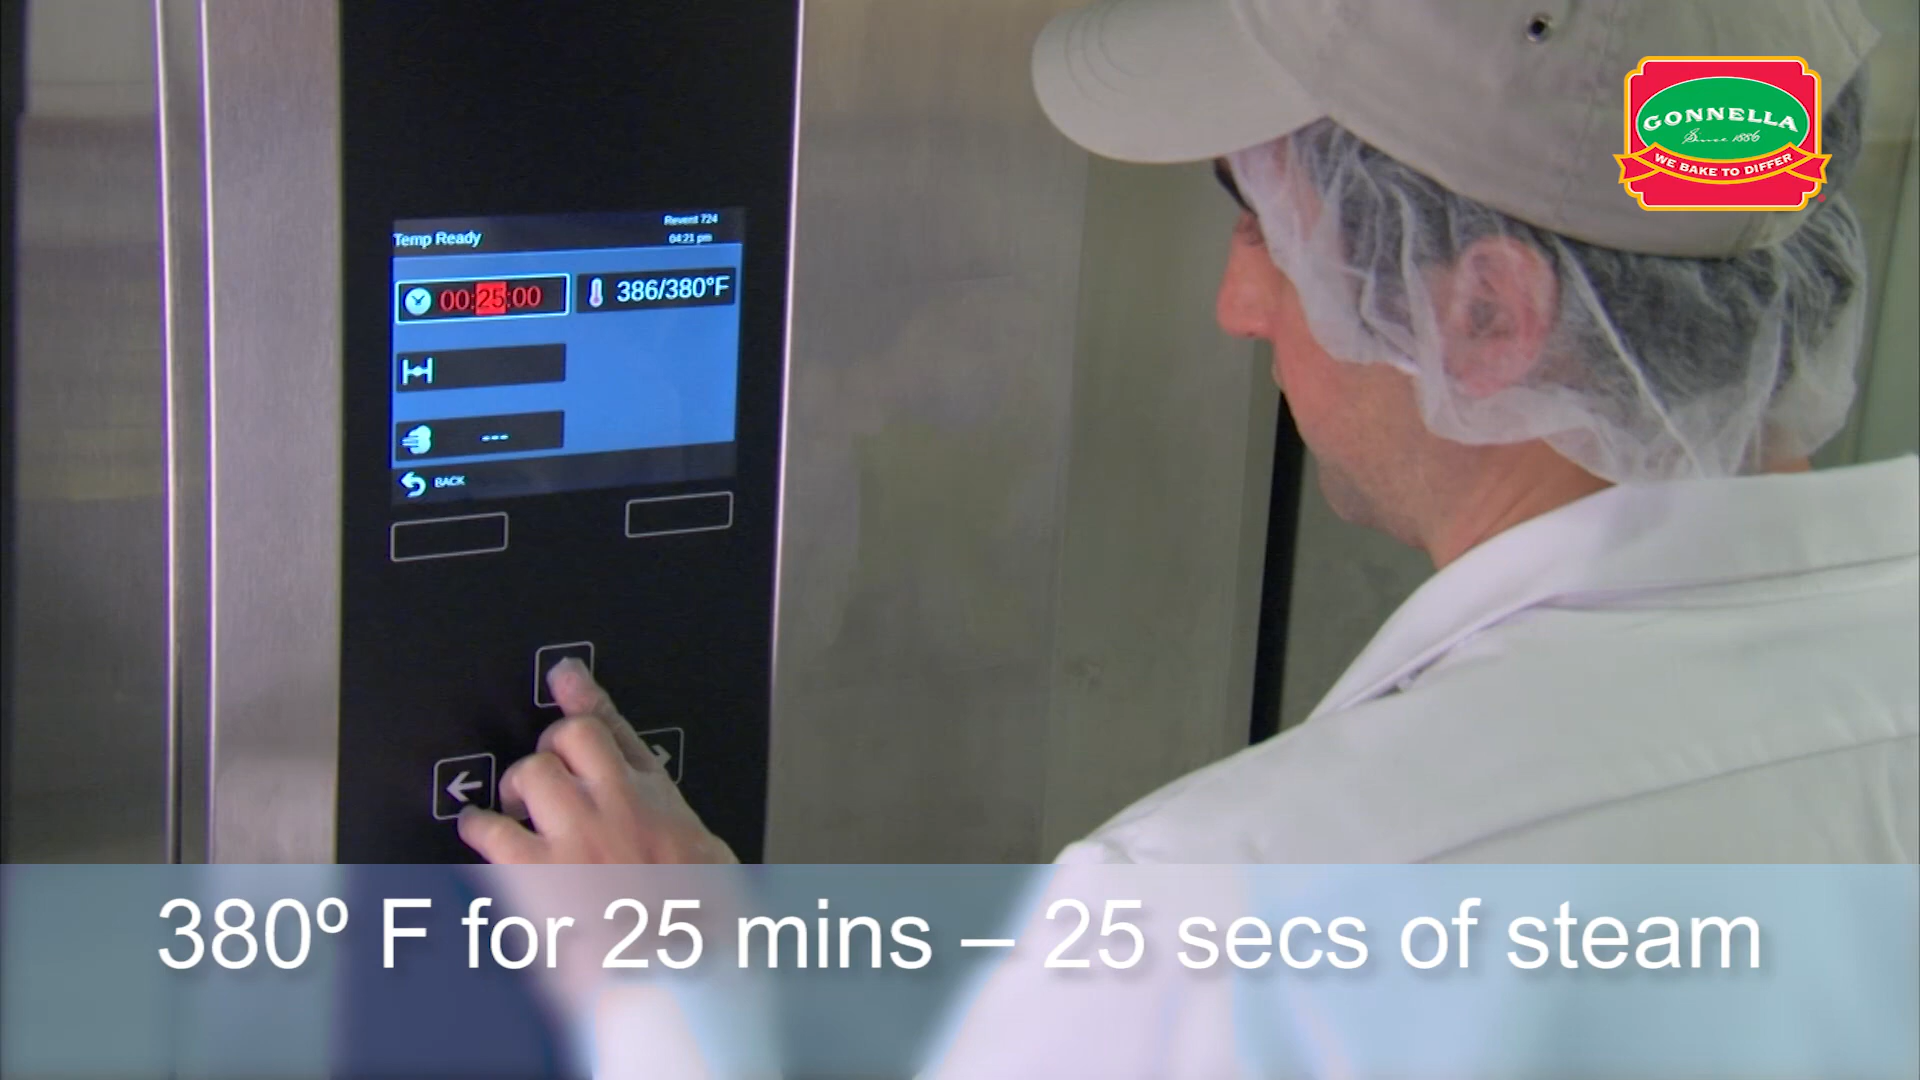 Revent 724
Temp Ready
04:21 pm
00:25:00
386/380°F
---
BACK
GONNELLA
Since 1886
WE BAKE TO DIFFER
380º F for 25 mins – 25 secs of steam